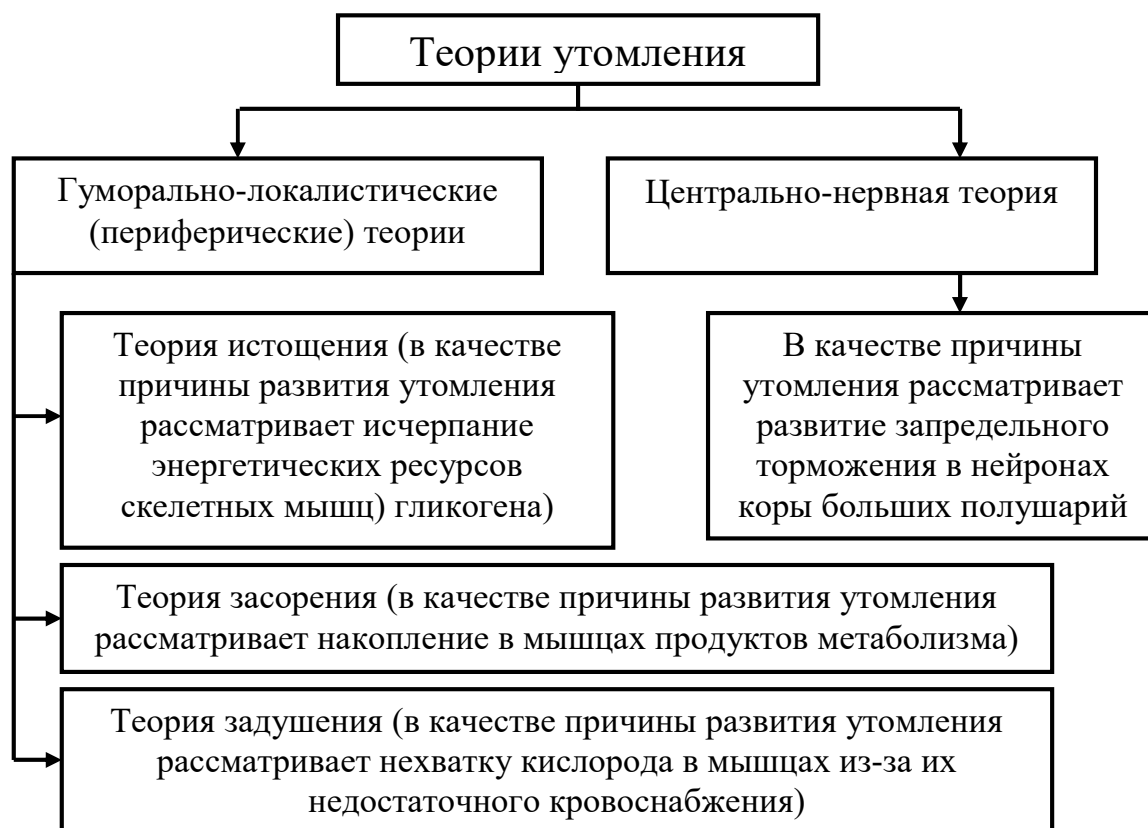 Теории утомления
Гуморально-локалистические
(периферические) теории
Центрально-нервная теория
Теория истощения (в качестве
причины развития утомления
рассматривает исчерпание
энергетических ресурсов
скелетных мышц) гликогена)
В качестве причины
утомления рассматривает
развитие запредельного
торможения в нейронах
коры больших полушарий
Теория засорения (в качестве причины развития утомления
рассматривает накопление в мышцах продуктов метаболизма)
Теория задушения (в качестве причины развития утомления
рассматривает нехватку кислорода в мышцах из-за их
недостаточного кровоснабжения)